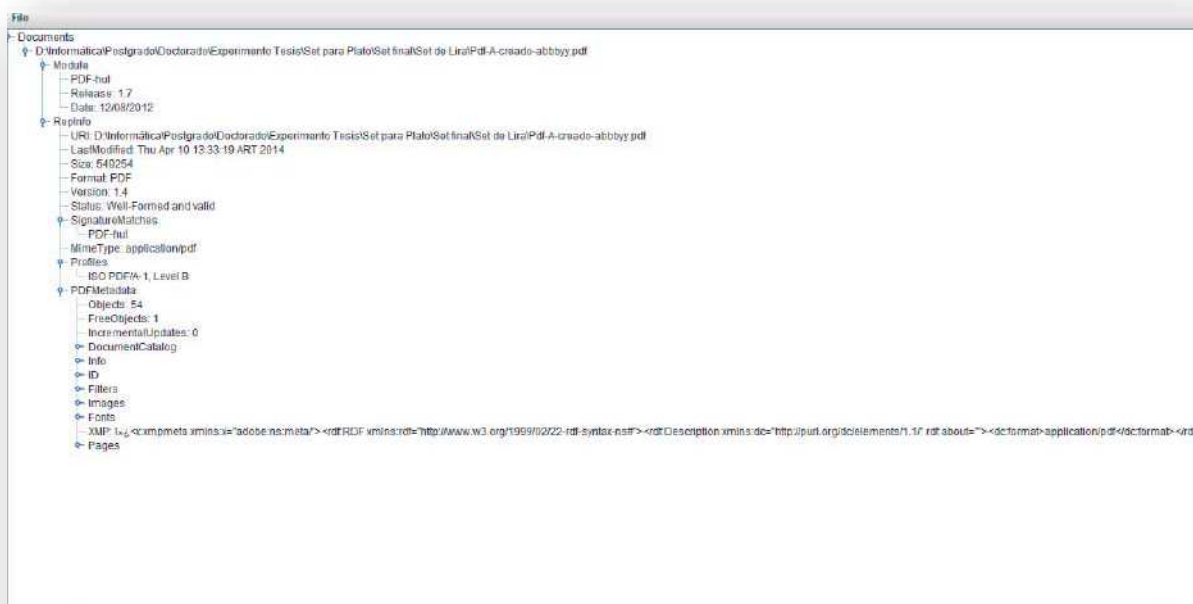 File
Documents
D:\Informática\Postgrado\Doctorado\Experimento Tesis\Set para Plato\Set final\Set de Lira\Pdf-A-creado-abbbyy.pdf
Module
PDF-hul
Release: 1.7
Date: 12/08/2012
RepInfo
URI: D:\Informática\Postgrado\Doctorado\Experimento Tesis\Set para Plato\Set final\Set de Lira\Pdf-A-creado-abbbyy.pdf
LastModified: Thu Apr 10 13:33:19 ART 2014
Size: 549254
Format: PDF
Version: 1.4
Status: Well-Formed and valid
SignatureMatches
PDF-hul
MimeType: application/pdf
Profiles
ISO PDF/A-1, Level B
PDFMetadata
Objects: 54
FreeObjects: 1
IncrementalUpdates: 0
DocumentCatalog
Info
ID
Filters
Images
Fonts
XMP: <x:xmpmeta xmlns:x="adobe:ns:meta/"><rdf:RDF xmlns:rdf="http://www.w3.org/1999/02/22-rdf-syntax-ns#"><rdf:Description xmlns:dc="http://purl.org/dc/elements/1.1/" rdf:about=""><dc:format>application/pdf</dc:format></rd
Pages